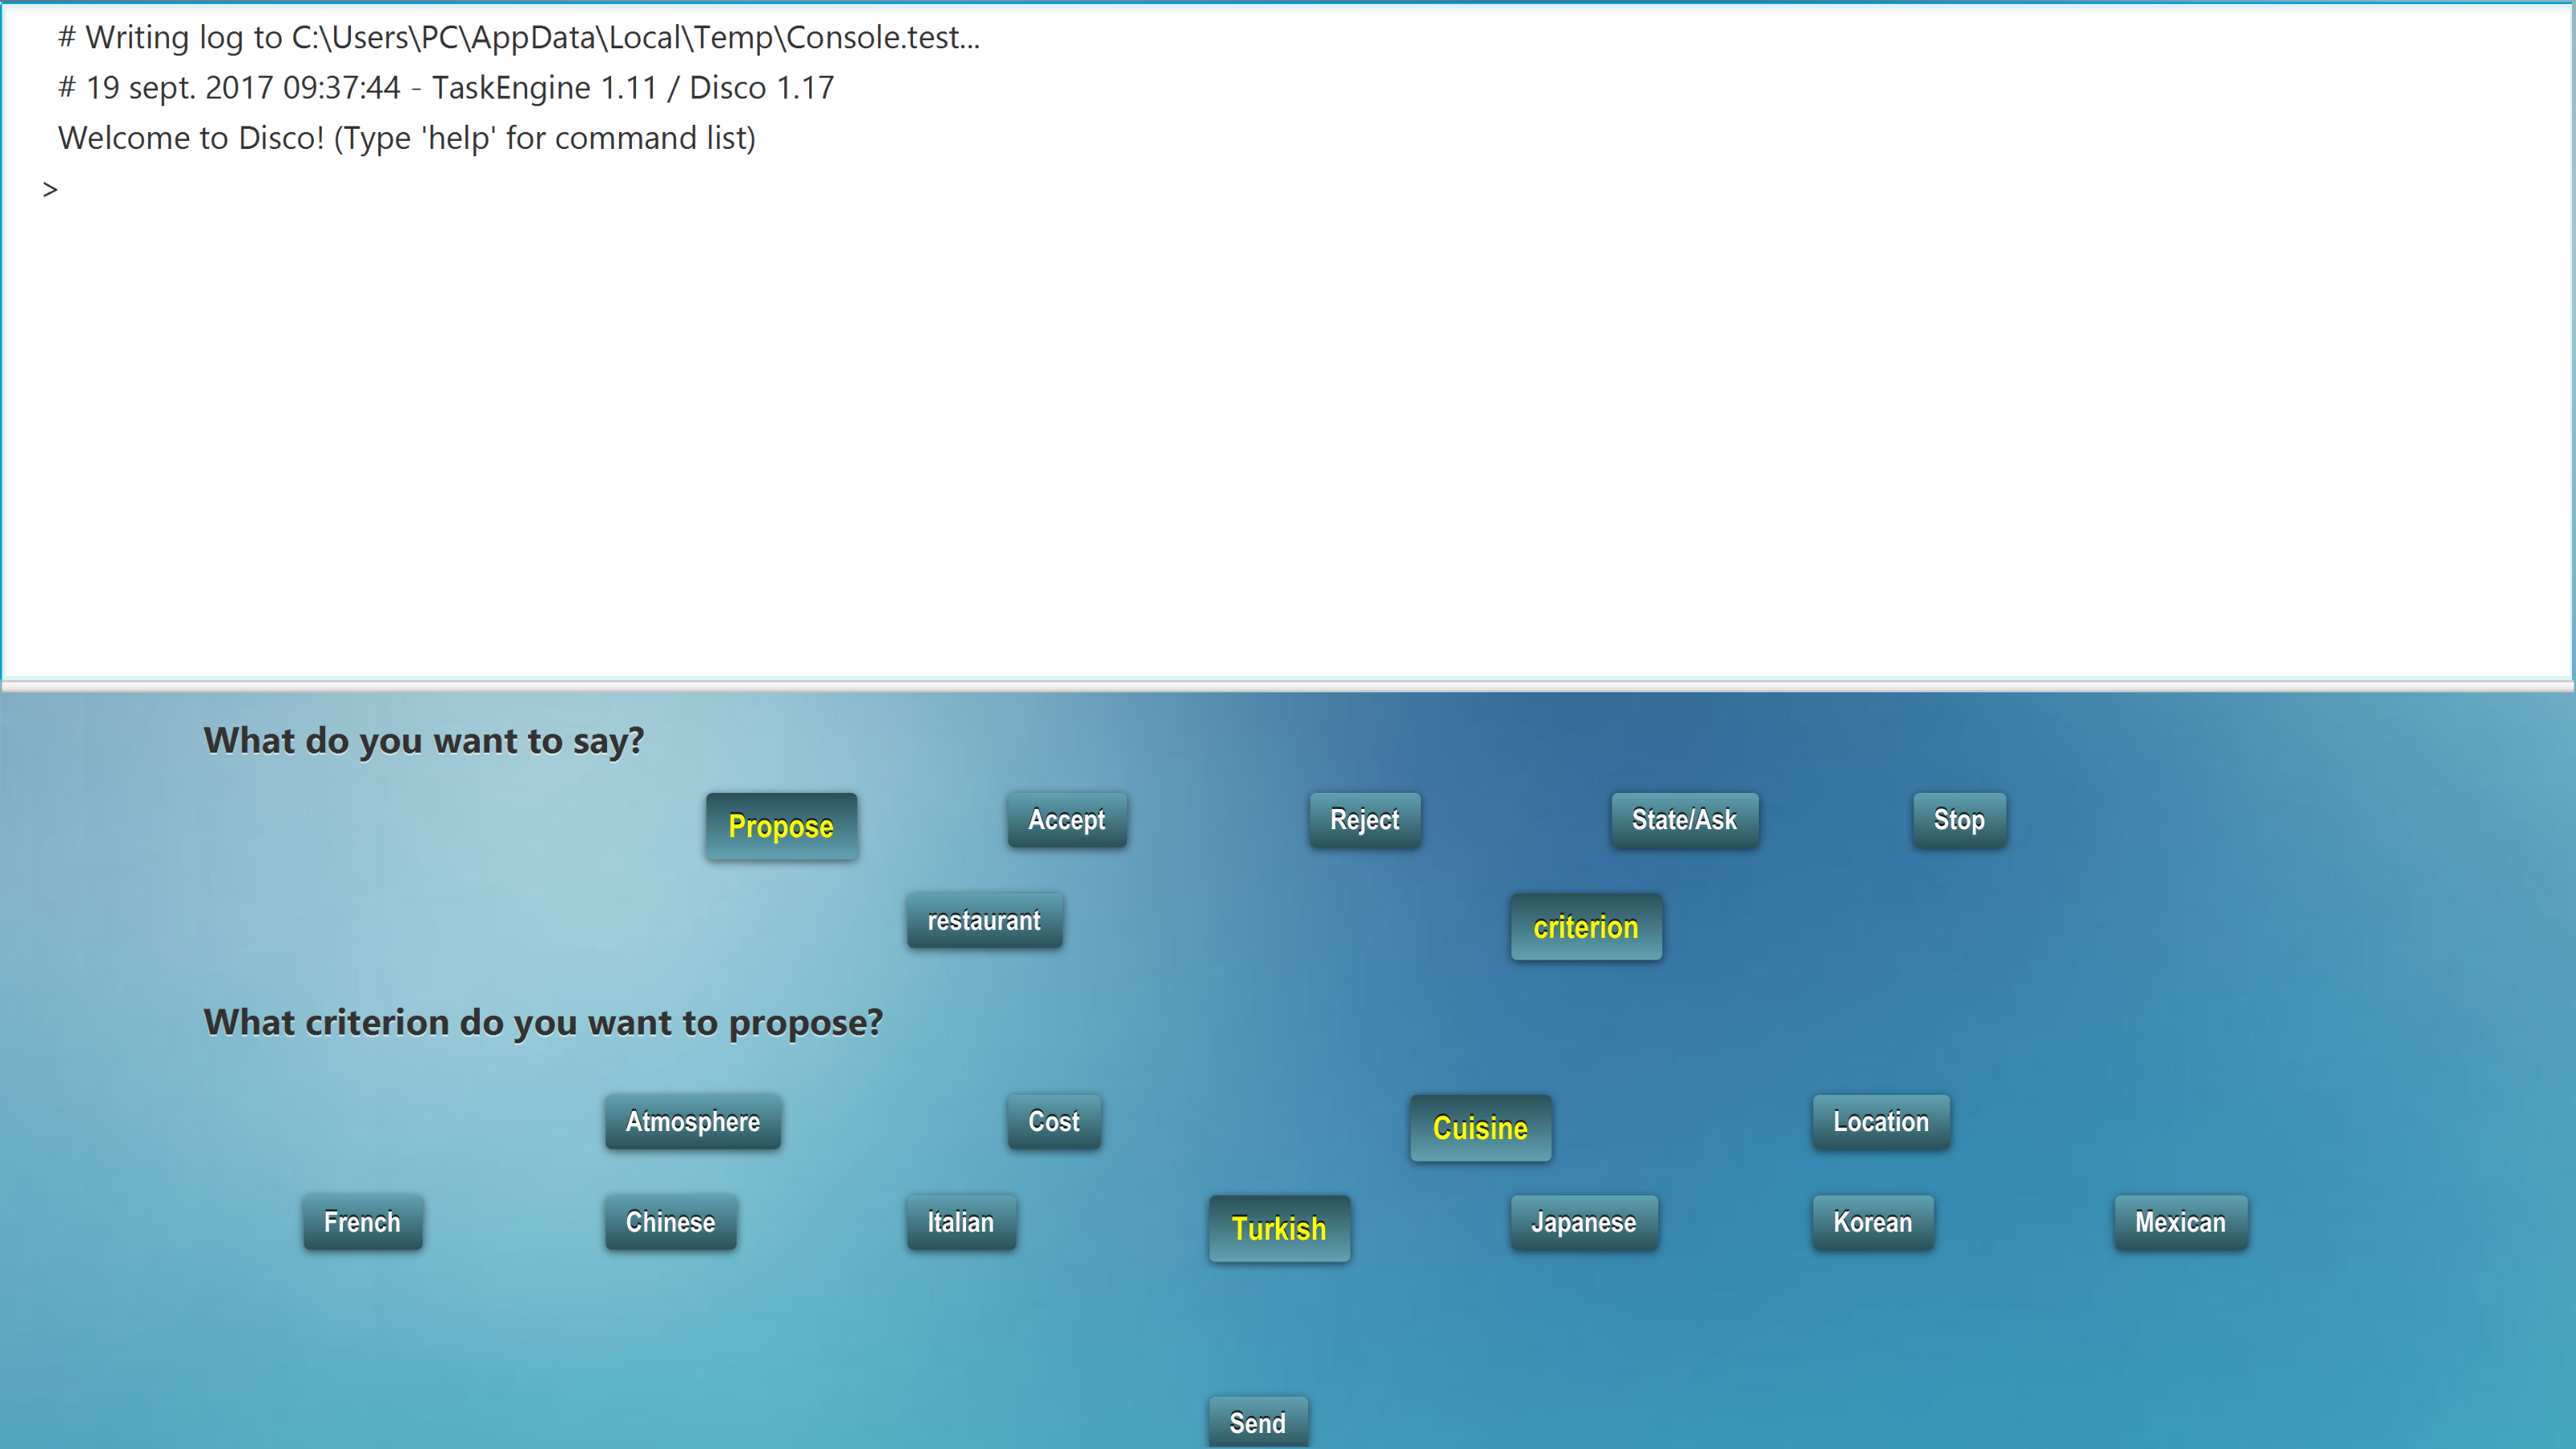 # Writing log to C:\Users\PC\AppData\Local\Temp\Console.test...
# 19 sept. 2017 09:37:44 - TaskEngine 1.11 / Disco 1.17
Welcome to Disco! (Type 'help' for command list)
>
What do you want to say?
Propose Accept Reject State/Ask Stop
restaurant criterion
What criterion do you want to propose?
Atmosphere Cost Cuisine Location
French Chinese Italian Turkish Japanese Korean Mexican
Send